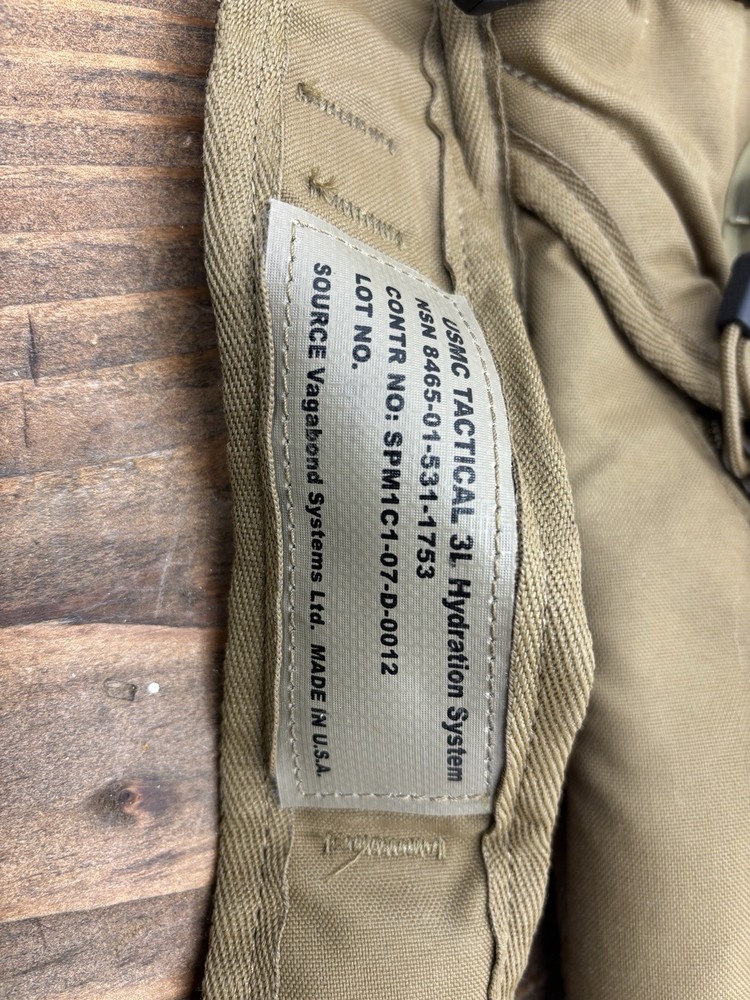 USMC TACTICAL 3L Hydration System
NSN 8465-01-531-1753
CONTR NO: SPM1C1-07-D-0012
LOT NO.
SOURCE Vagabond Systems Ltd. MADE IN U.S.A.